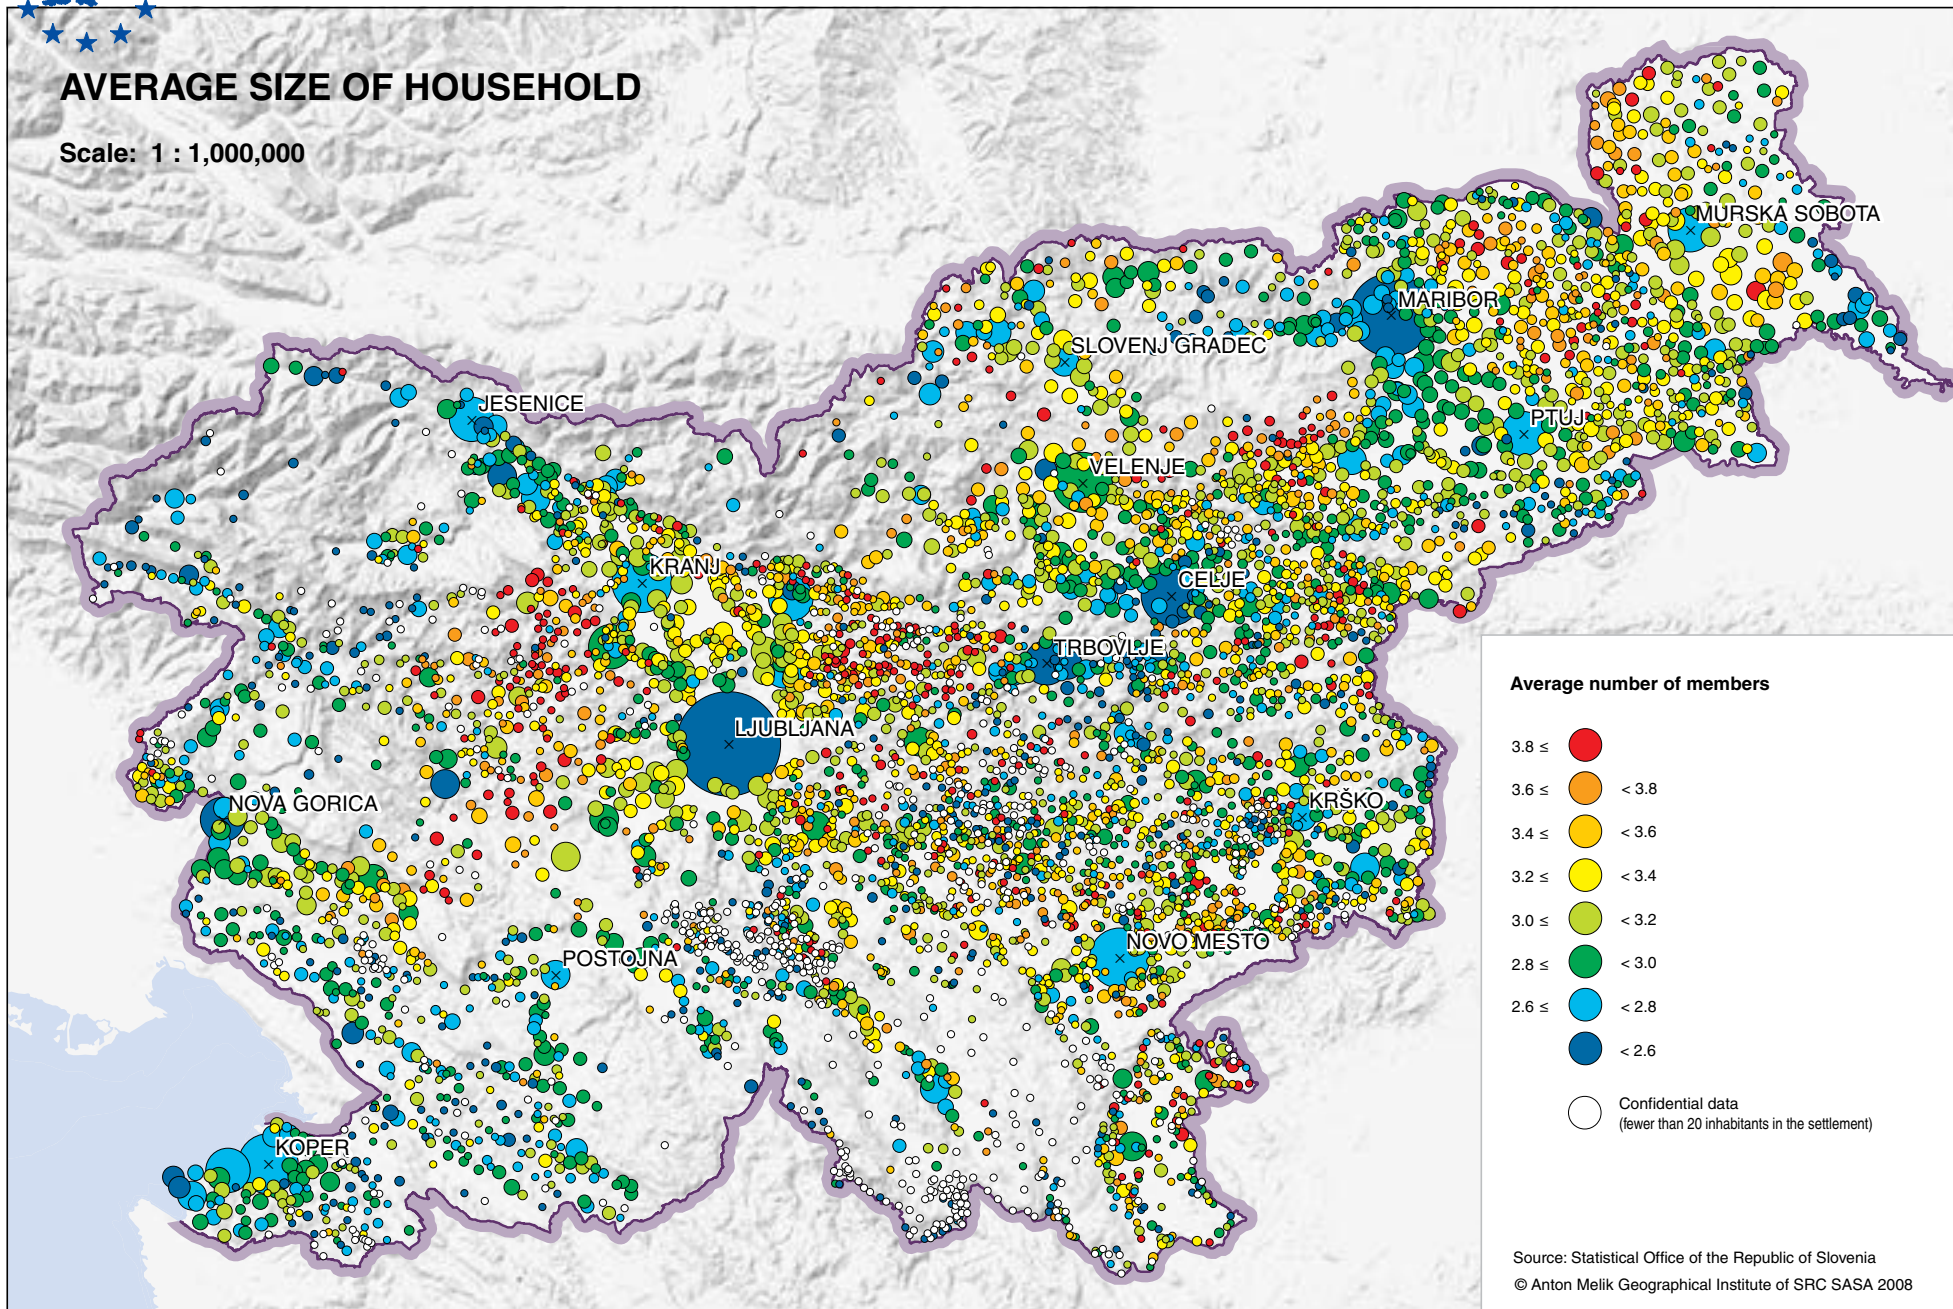 AVERAGE SIZE OF HOUSEHOLD
Scale: 1 : 1,000,000
MURSKA SOBOTA
MARIBOR
SLOVENJ GRADEC
JESENICE
PTUJ
VELENJE
KRANJ
CELJE
TRBOVLJE
LJUBLJANA
NOVA GORICA
KRŠKO
NOVO MESTO
POSTOJNA
KOPER
Average number of members
3.8 ≤
3.6 ≤ < 3.8
3.4 ≤ < 3.6
3.2 ≤ < 3.4
3.0 ≤ < 3.2
2.8 ≤ < 3.0
2.6 ≤ < 2.8
< 2.6
Confidential data
(fewer than 20 inhabitants in the settlement)
Source: Statistical Office of the Republic of Slovenia
© Anton Melik Geographical Institute of SRC SASA 2008